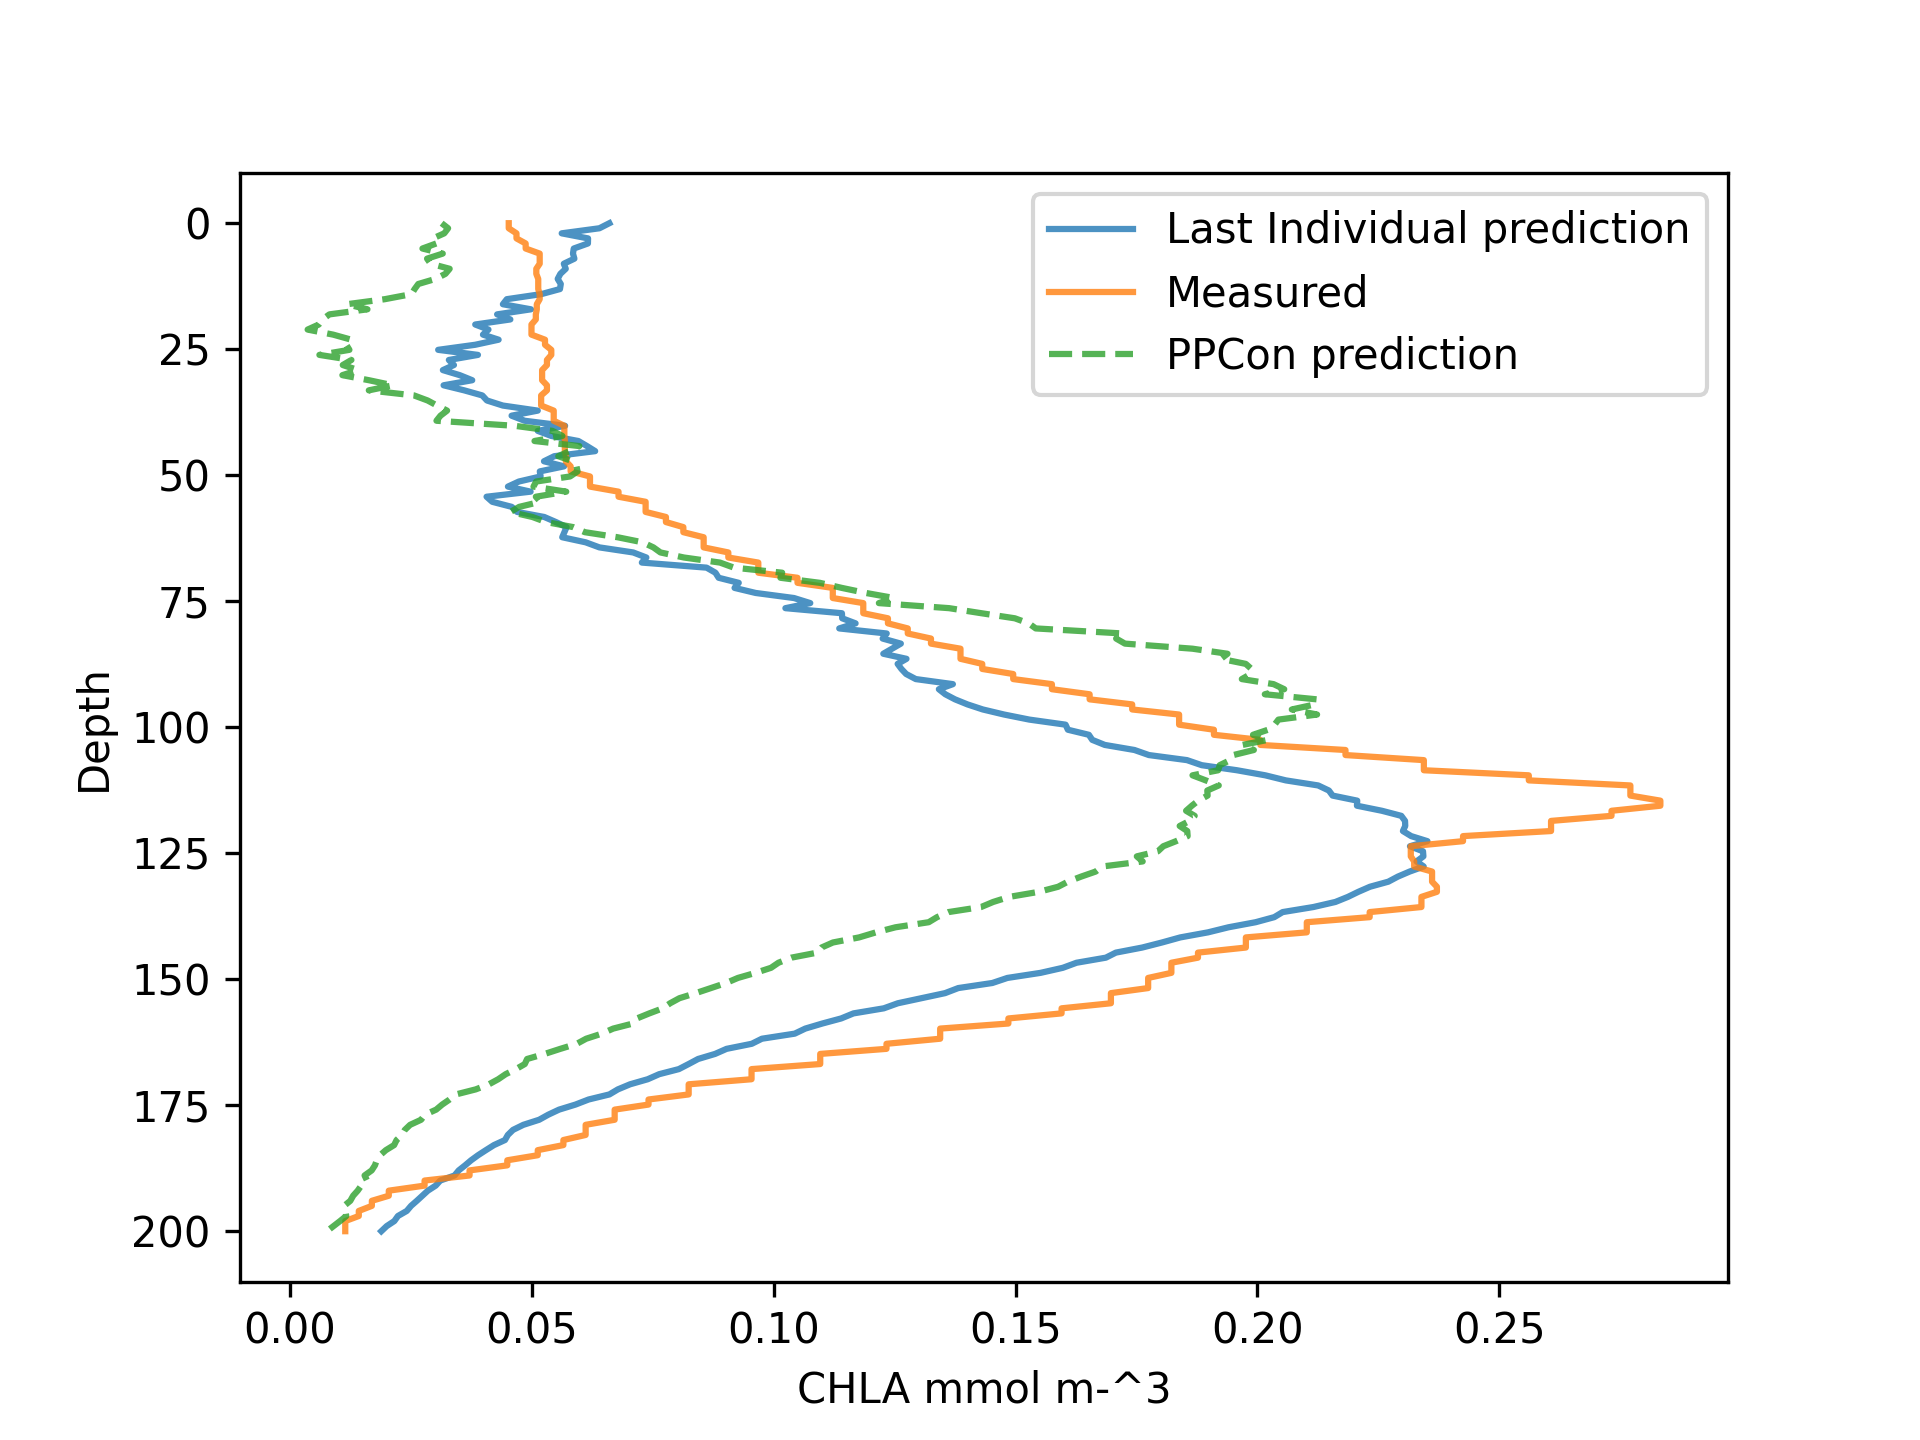 Last Individual prediction
Measured
PPCon prediction
0
25
50
75
100
125
150
175
200
Depth
0.00 0.05 0.10 0.15 0.20 0.25
CHLA mmol m-^3